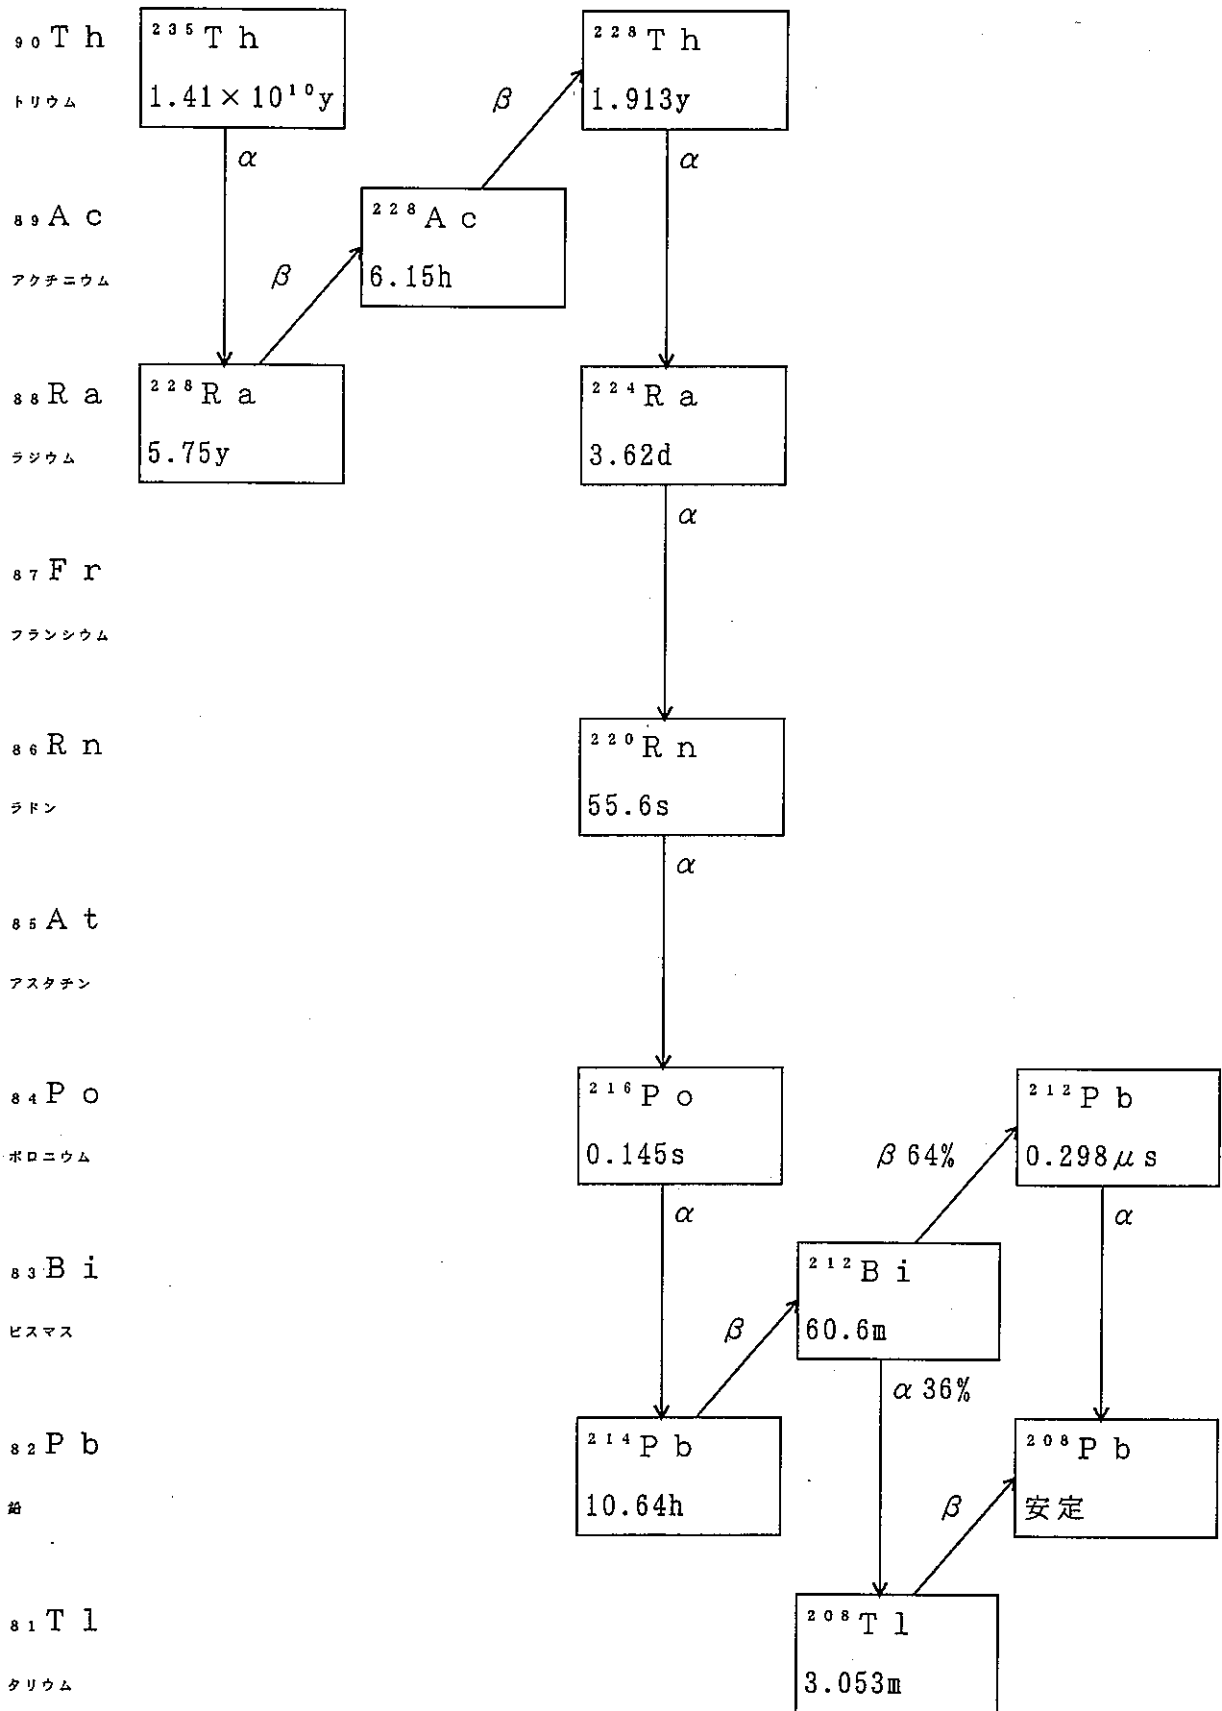 ₉₀Th
トリウム
²³⁵Th
1.41×10¹⁰y
²²⁸Th
1.913y
β
α
α
₈₉Ac
アクチニウム
²²⁸Ac
6.15h
β
₈₈Ra
ラジウム
²²⁸Ra
5.75y
²²⁴Ra
3.62d
α
₈₇Fr
フランシウム
₈₆Rn
ラドン
²²⁰Rn
55.6s
α
₈₅At
アスタチン
₈₄Po
ポロニウム
²¹⁶Po
0.145s
β64%
²¹²Pb
0.298μs
α
α
₈₃Bi
ビスマス
²¹²Bi
60.6m
β
α36%
₈₂Pb
鉛
²¹⁴Pb
10.64h
β
²⁰⁸Pb
安定
₈₁Tl
タリウム
²⁰⁸Tl
3.053m